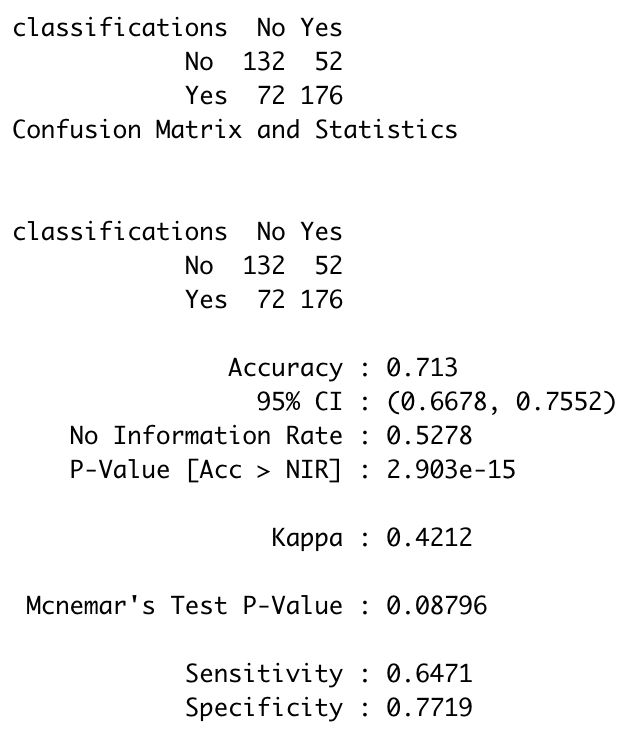 classifications  No Yes
            No  132  52
            Yes  72 176
Confusion Matrix and Statistics
classifications  No Yes
            No  132  52
            Yes  72 176
               Accuracy : 0.713
                 95% CI : (0.6678, 0.7552)
    No Information Rate : 0.5278
    P-Value [Acc > NIR] : 2.903e-15
                  Kappa : 0.4212
 Mcnemar's Test P-Value : 0.08796
            Sensitivity : 0.6471
            Specificity : 0.7719